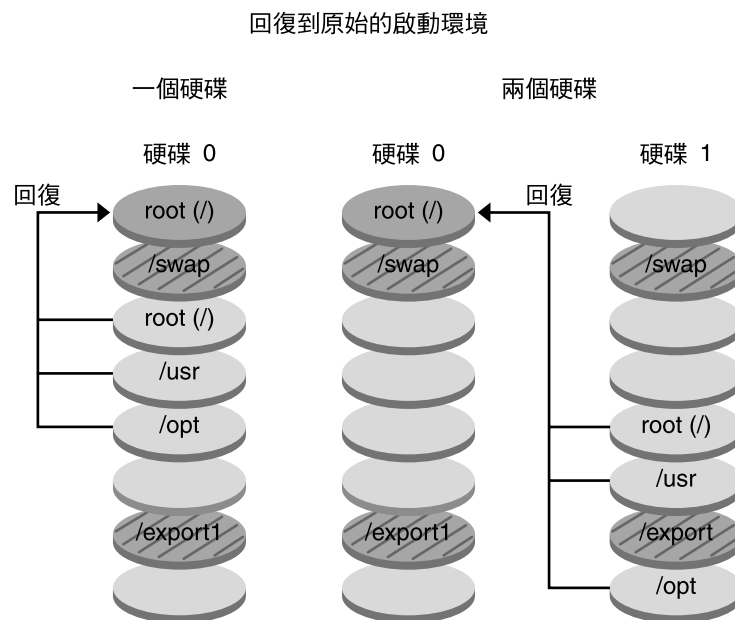 回復到原始的啟動環境
一個硬碟
兩個硬碟
硬碟 0
硬碟 0
硬碟 1
回復
回復
root (/)
root (/)
/swap
/swap
/swap
root (/)
/usr
/opt
root (/)
/usr
/export1
/export1
/export
/opt